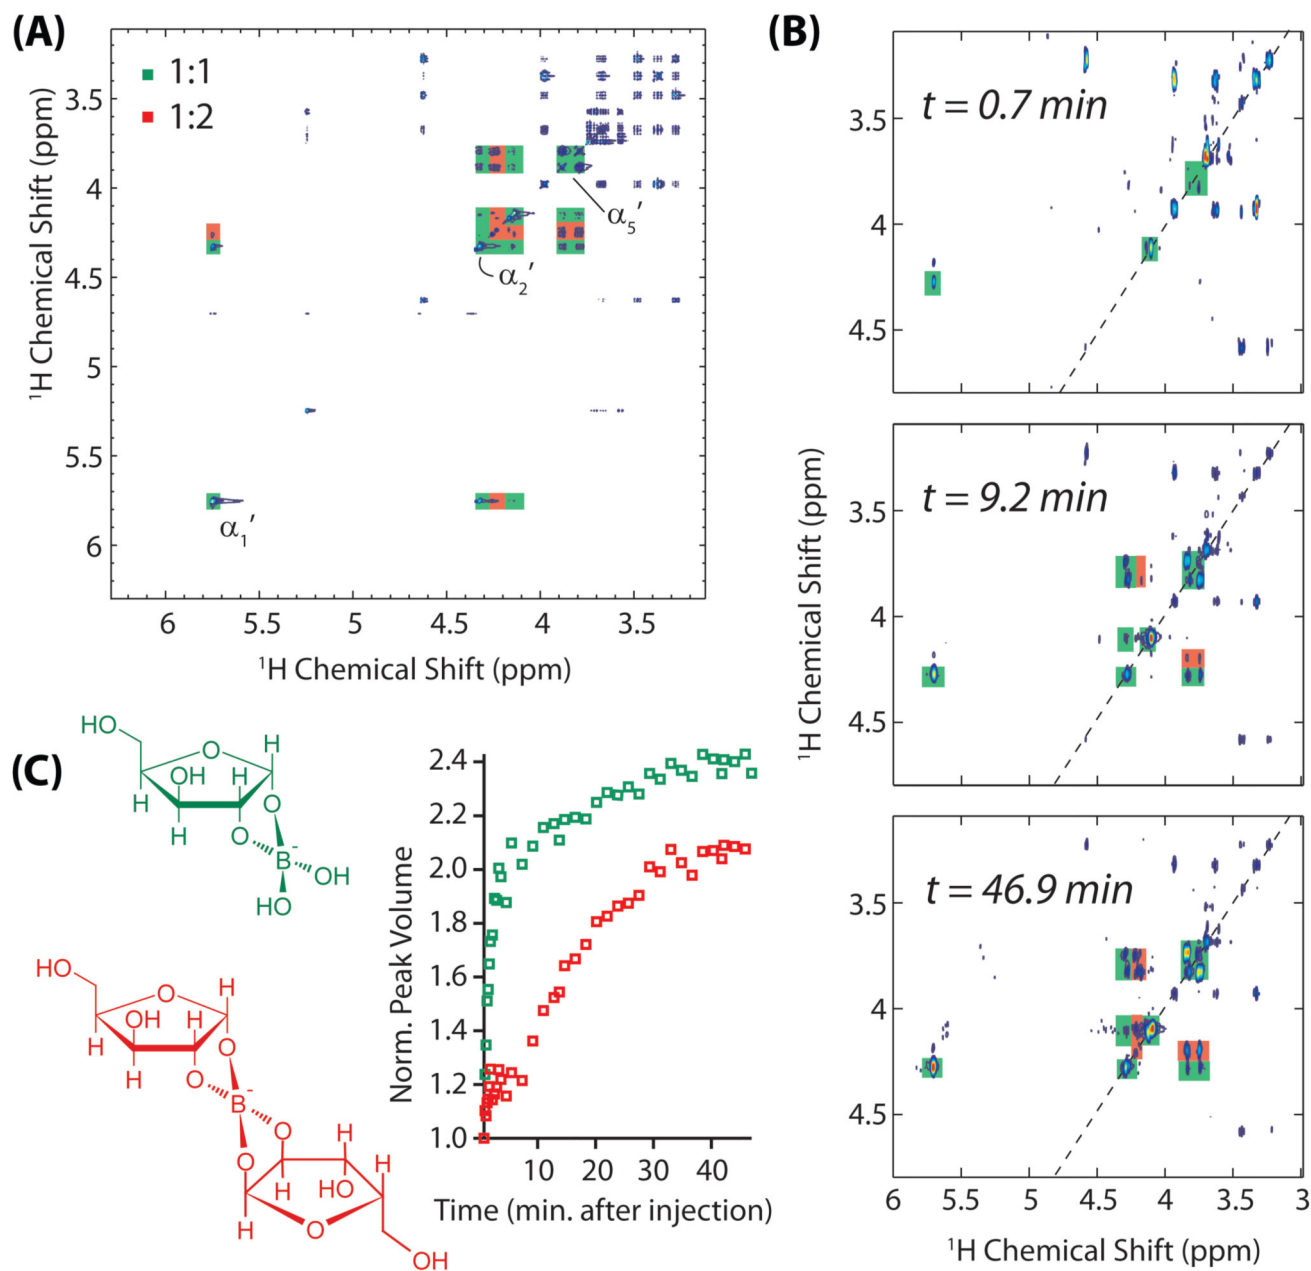 (A)
1:1
1:2
3.5
4
4.5
5
5.5
6
¹H Chemical Shift (ppm)
α₅′
α₂′
α₁′
6
5.5
5
4.5
4
3.5
¹H Chemical Shift (ppm)
(B)
t = 0.7 min
3.5
4
4.5
t = 9.2 min
3.5
4
4.5
¹H Chemical Shift (ppm)
t = 46.9 min
3.5
4
4.5
6
5.5
5
4.5
4
3.5
3
¹H Chemical Shift (ppm)
(C)
HO
O
H
OH
H
H
O
H
O
B⁻
OH
HO
HO
O
H
OH
H
H
O
H
O
B⁻
O
H
O
H
H
HO
H
O
OH
Norm. Peak Volume
2.4
2.2
2.0
1.8
1.6
1.4
1.2
1.0
10
20
30
40
Time (min. after injection)